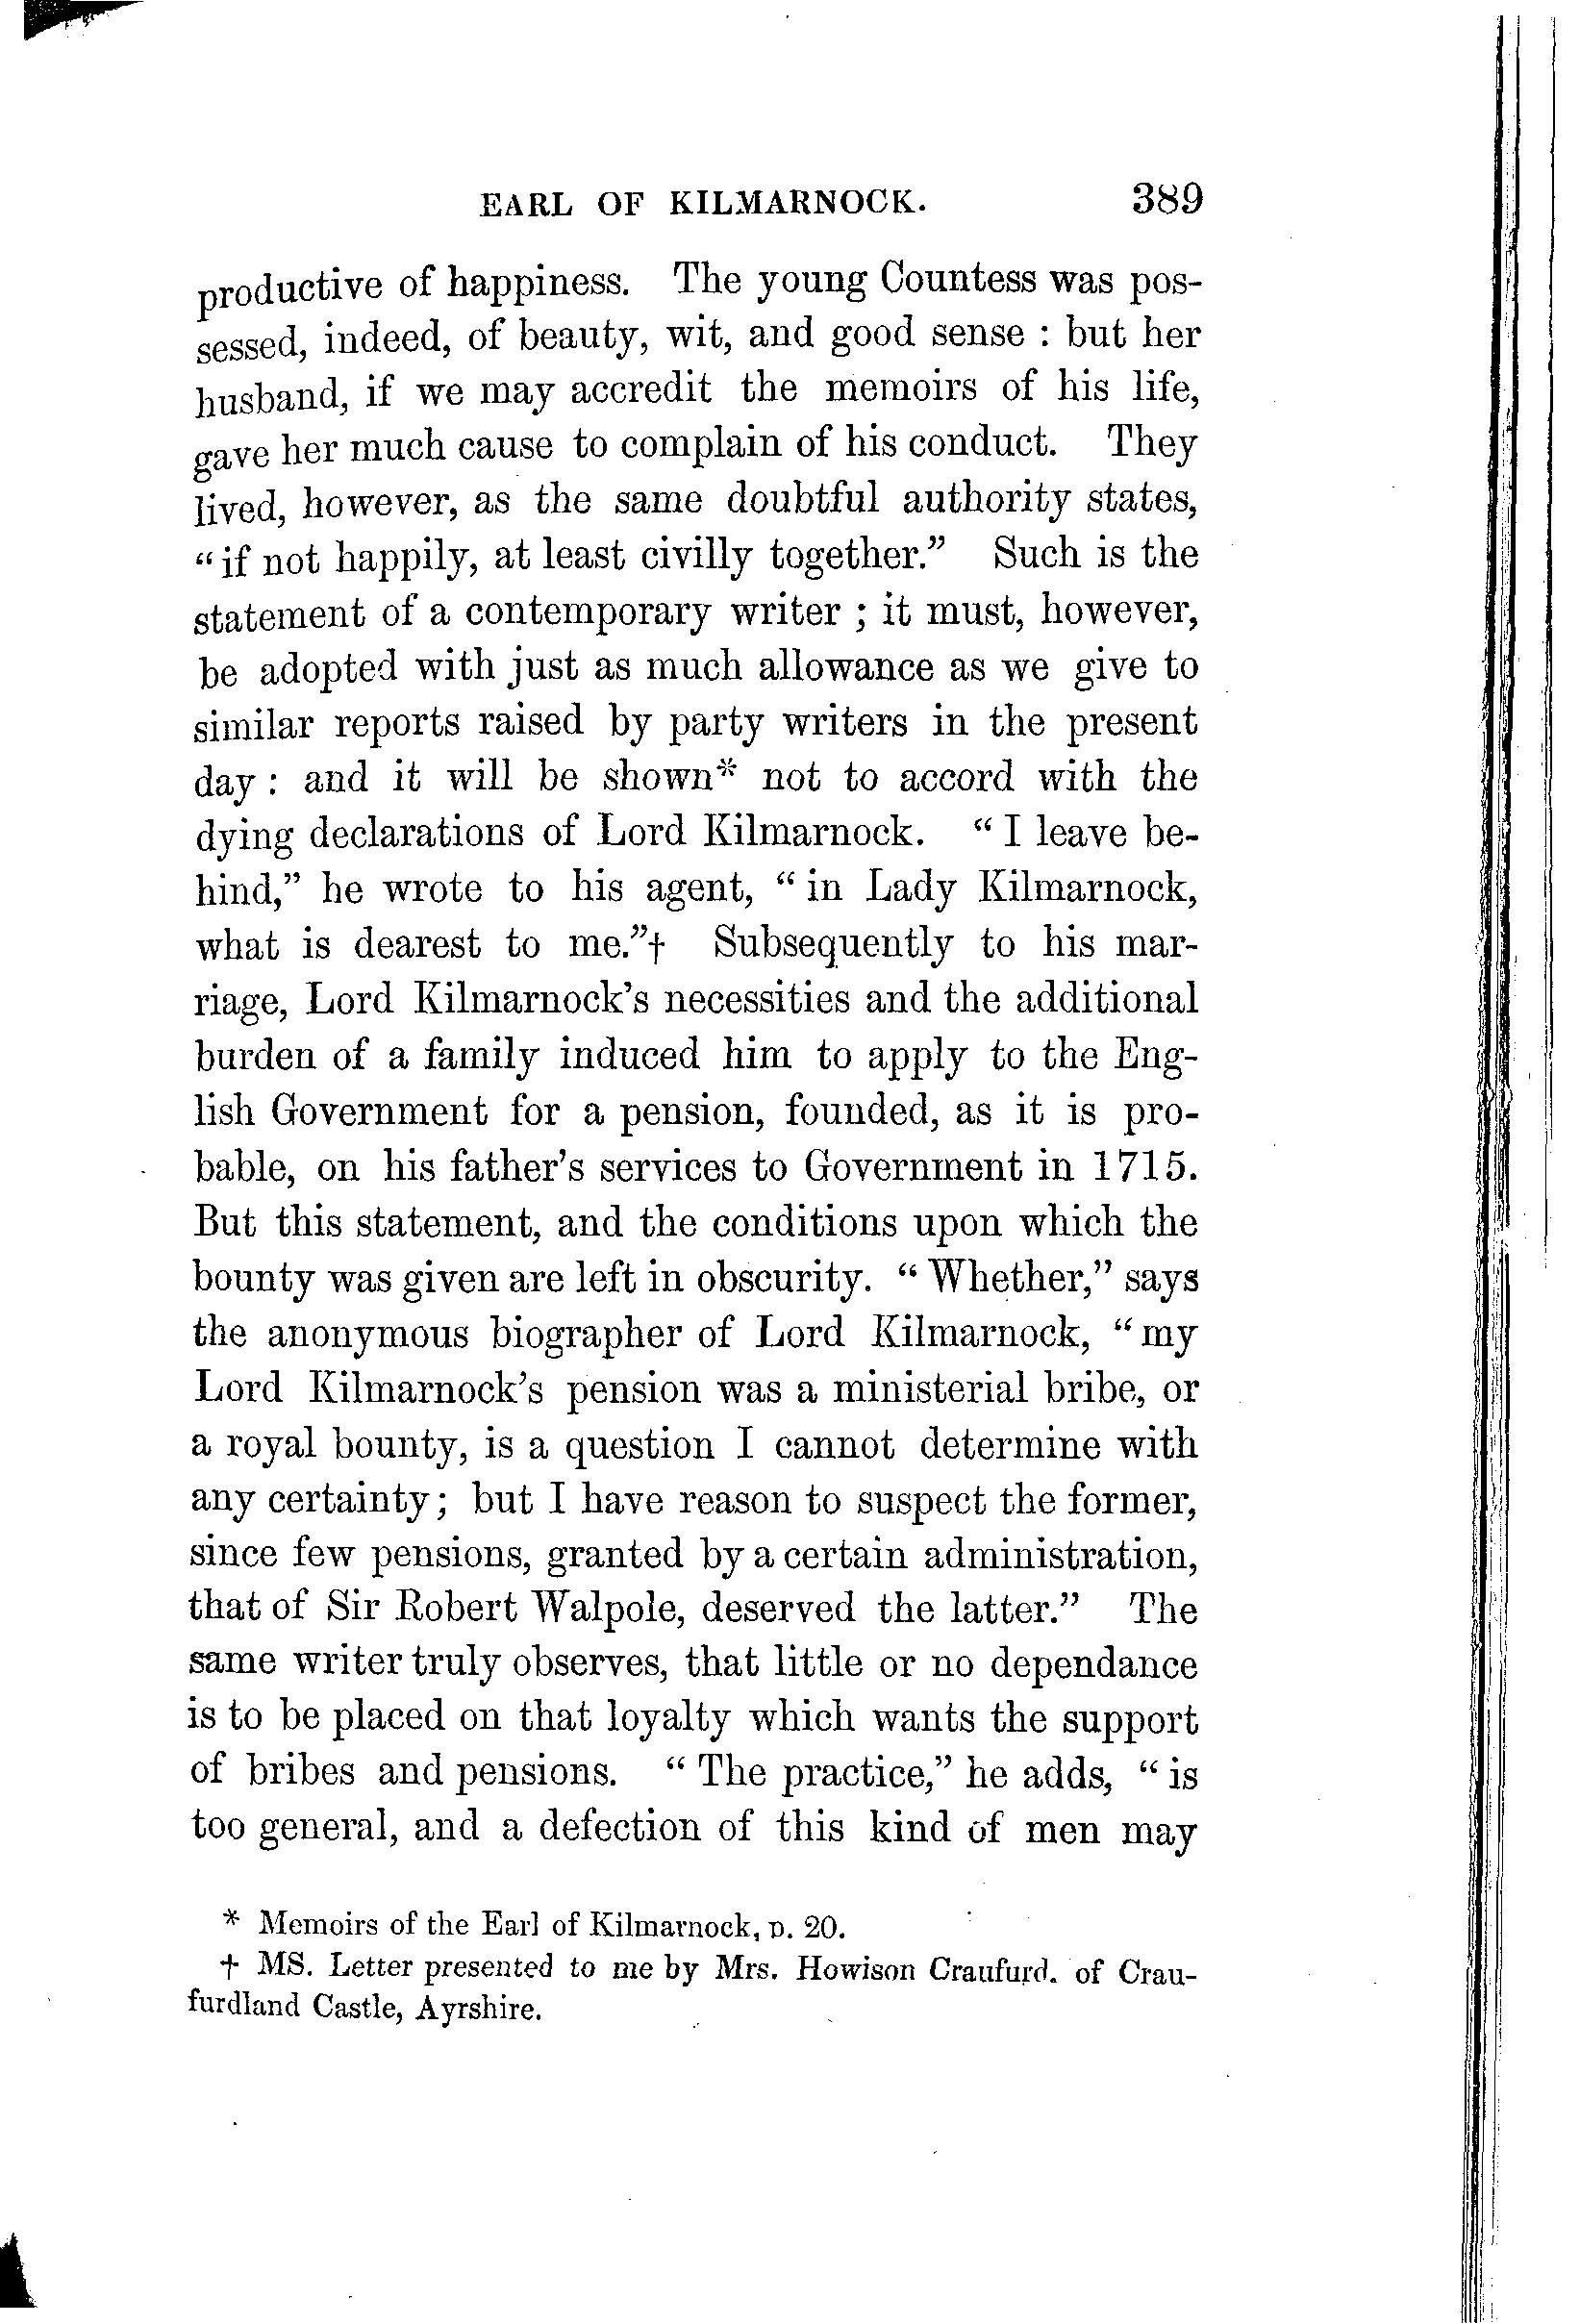 EARL OF KILMARNOCK. 389
productive of happiness. The young Countess was pos-
sessed, indeed, of beauty, wit, and good sense : but her
husband, if we may accredit the memoirs of his life,
gave her much cause to complain of his conduct. They
lived, however, as the same doubtful authority states,
“if not happily, at least civilly together.” Such is the
statement of a contemporary writer ; it must, however,
be adopted with just as much allowance as we give to
similar reports raised by party writers in the present
day : and it will be shown* not to accord with the
dying declarations of Lord Kilmarnock. “I leave be-
hind,” he wrote to his agent, “in Lady Kilmarnock,
what is dearest to me.”† Subsequently to his mar-
riage, Lord Kilmarnock’s necessities and the additional
burden of a family induced him to apply to the Eng-
lish Government for a pension, founded, as it is pro-
bable, on his father’s services to Government in 1715.
But this statement, and the conditions upon which the
bounty was given are left in obscurity. “Whether,” says
the anonymous biographer of Lord Kilmarnock, “my
Lord Kilmarnock’s pension was a ministerial bribe, or
a royal bounty, is a question I cannot determine with
any certainty; but I have reason to suspect the former,
since few pensions, granted by a certain administration,
that of Sir Robert Walpole, deserved the latter.” The
same writer truly observes, that little or no dependance
is to be placed on that loyalty which wants the support
of bribes and pensions. “The practice,” he adds, “is
too general, and a defection of this kind of men may
* Memoirs of the Earl of Kilmarnock, p. 20.
† MS. Letter presented to me by Mrs. Howison Craufurd. of Crau-
furdland Castle, Ayrshire.